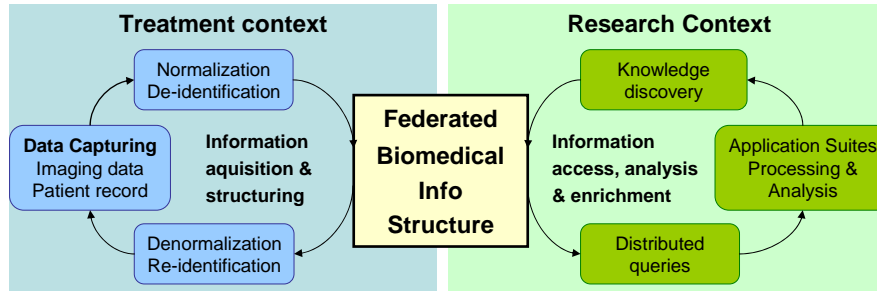 Treatment context
Normalization
De-identification
Data Capturing
Imaging data
Patient record
Information
aquisition &
structuring
Denormalization
Re-identification
Federated
Biomedical
Info
Structure
Research Context
Knowledge
discovery
Information
access, analysis
& enrichment
Application Suites
Processing &
Analysis
Distributed
queries